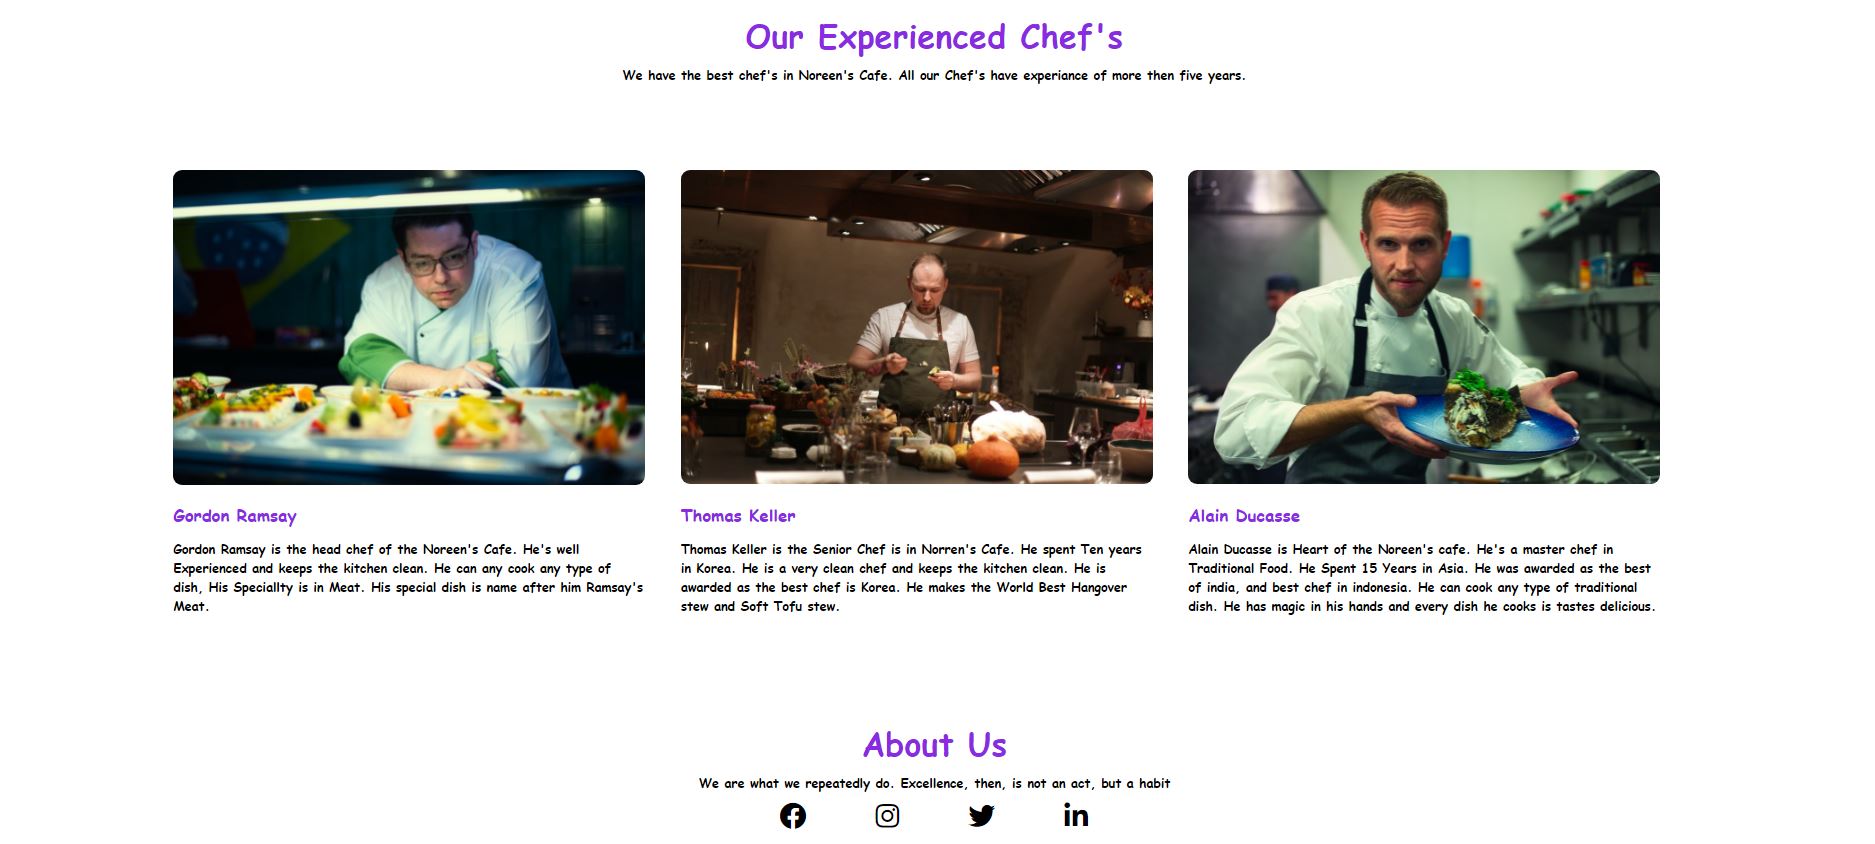 Our Experienced Chef's
We have the best chef's in Noreen's Cafe. All our Chef's have experiance of more then five years.
Gordon Ramsay
Gordon Ramsay is the head chef of the Noreen's Cafe. He's well
Experienced and keeps the kitchen clean. He can any cook any type of
dish, His Speciallty is in Meat. His special dish is name after him Ramsay's
Meat.
Thomas Keller
Thomas Keller is the Senior Chef is in Norren's Cafe. He spent Ten years
in Korea. He is a very clean chef and keeps the kitchen clean. He is
awarded as the best chef is Korea. He makes the World Best Hangover
stew and Soft Tofu stew.
Alain Ducasse
Alain Ducasse is Heart of the Noreen's cafe. He's a master chef in
Traditional Food. He Spent 15 Years in Asia. He was awarded as the best
of india, and best chef in indonesia. He can cook any type of traditional
dish. He has magic in his hands and every dish he cooks is tastes delicious.
About Us
We are what we repeatedly do. Excellence, then, is not an act, but a habit
in